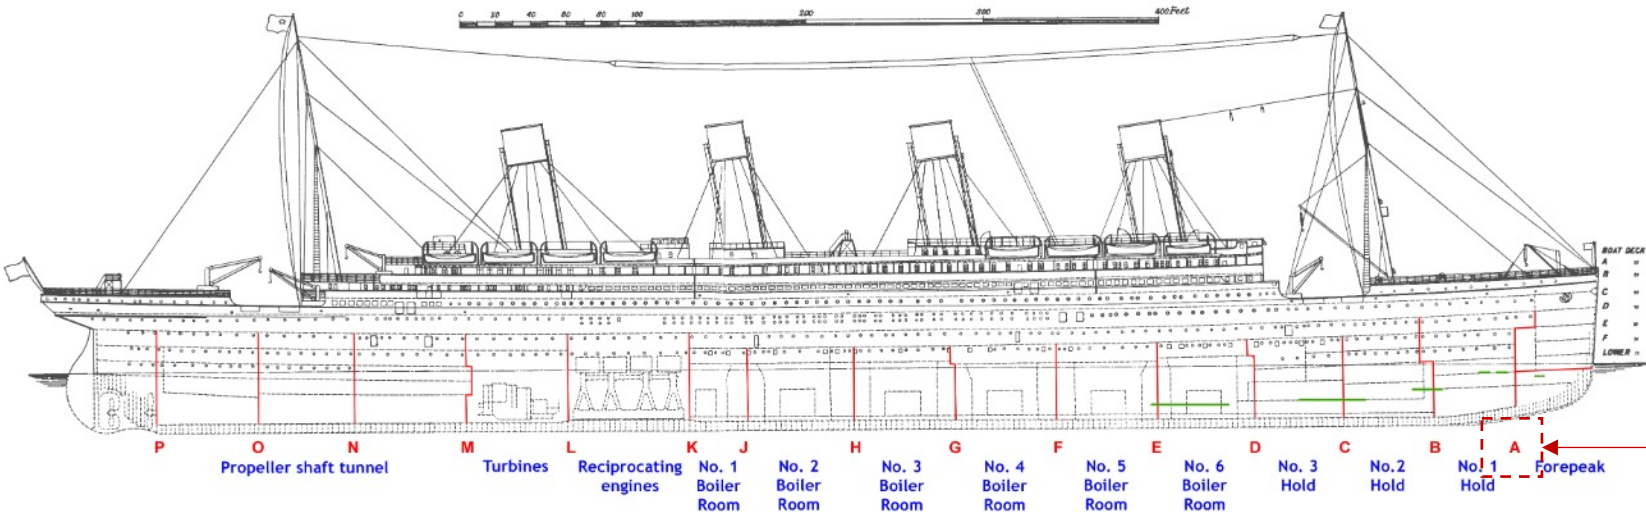 0 20 40 60 80 100 200 300 400 Feet
BOAT DECK
A "
B "
C "
D "
E "
F "
LOWER "
P O N M L K J H G F E D C B A
Propeller shaft tunnel
Turbines
Reciprocating
engines
No. 1
Boiler
Room
No. 2
Boiler
Room
No. 3
Boiler
Room
No. 4
Boiler
Room
No. 5
Boiler
Room
No. 6
Boiler
Room
No. 3
Hold
No.2
Hold
No. 1
Hold
Forepeak